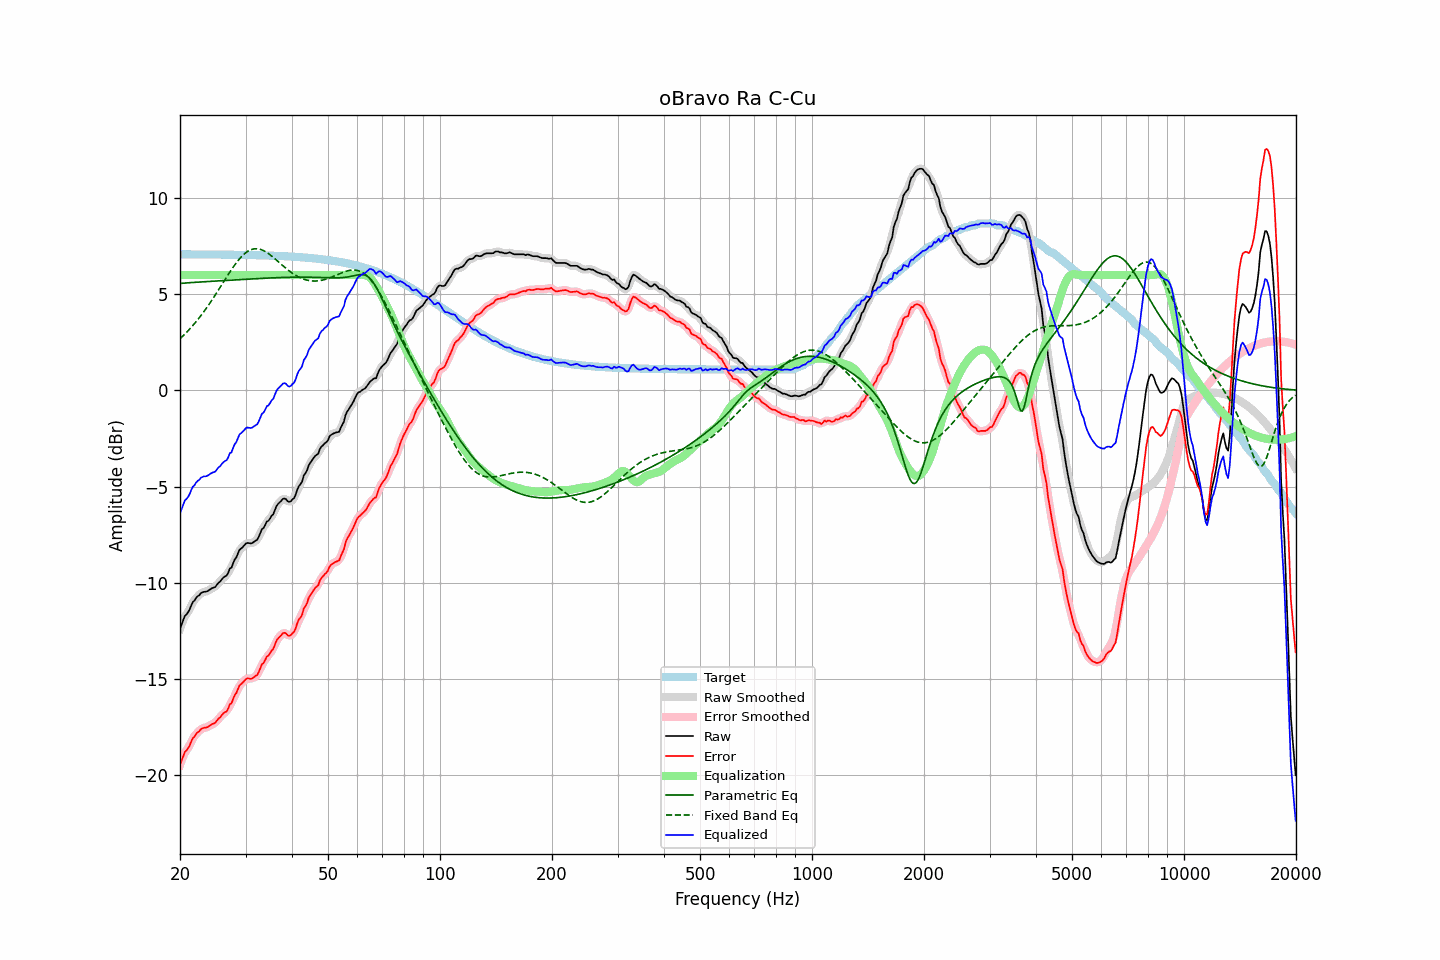 oBravo Ra C-Cu
Amplitude (dBr)
10
5
0
−5
−10
−15
−20
Target
Raw Smoothed
Error Smoothed
Raw
Error
Equalization
Parametric Eq
Fixed Band Eq
Equalized
20 50 100 200 500 1000 2000 5000 10000 20000
Frequency (Hz)